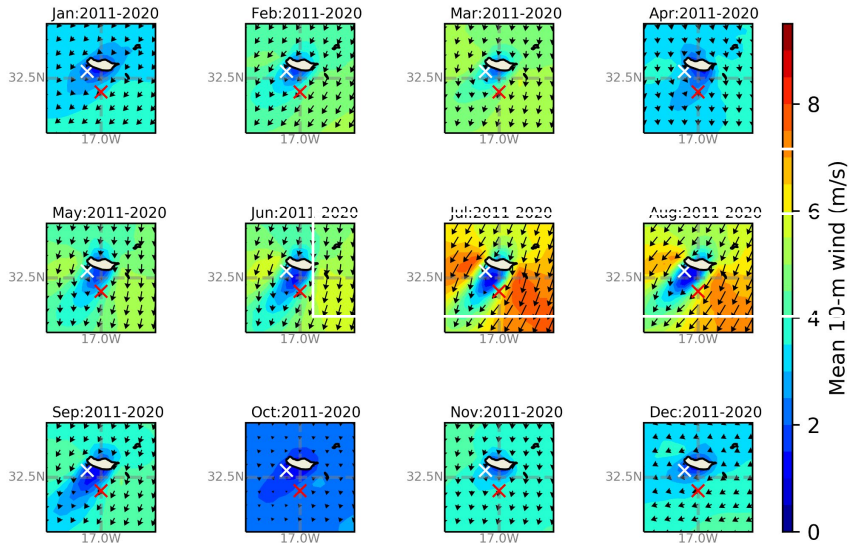 Jan:2011-2020 Feb:2011-2020 Mar:2011-2020 Apr:2011-2020
32.5N 32.5N 32.5N 32.5N
17.0W 17.0W 17.0W 17.0W
May:2011-2020 Jun:2011-2020 Jul:2011-2020 Aug:2011-2020
32.5N 32.5N 32.5N 32.5N
17.0W 17.0W 17.0W 17.0W
Sep:2011-2020 Oct:2011-2020 Nov:2011-2020 Dec:2011-2020
32.5N 32.5N 32.5N 32.5N
17.0W 17.0W 17.0W 17.0W
8
6
4
2
0
Mean 10-m wind (m/s)